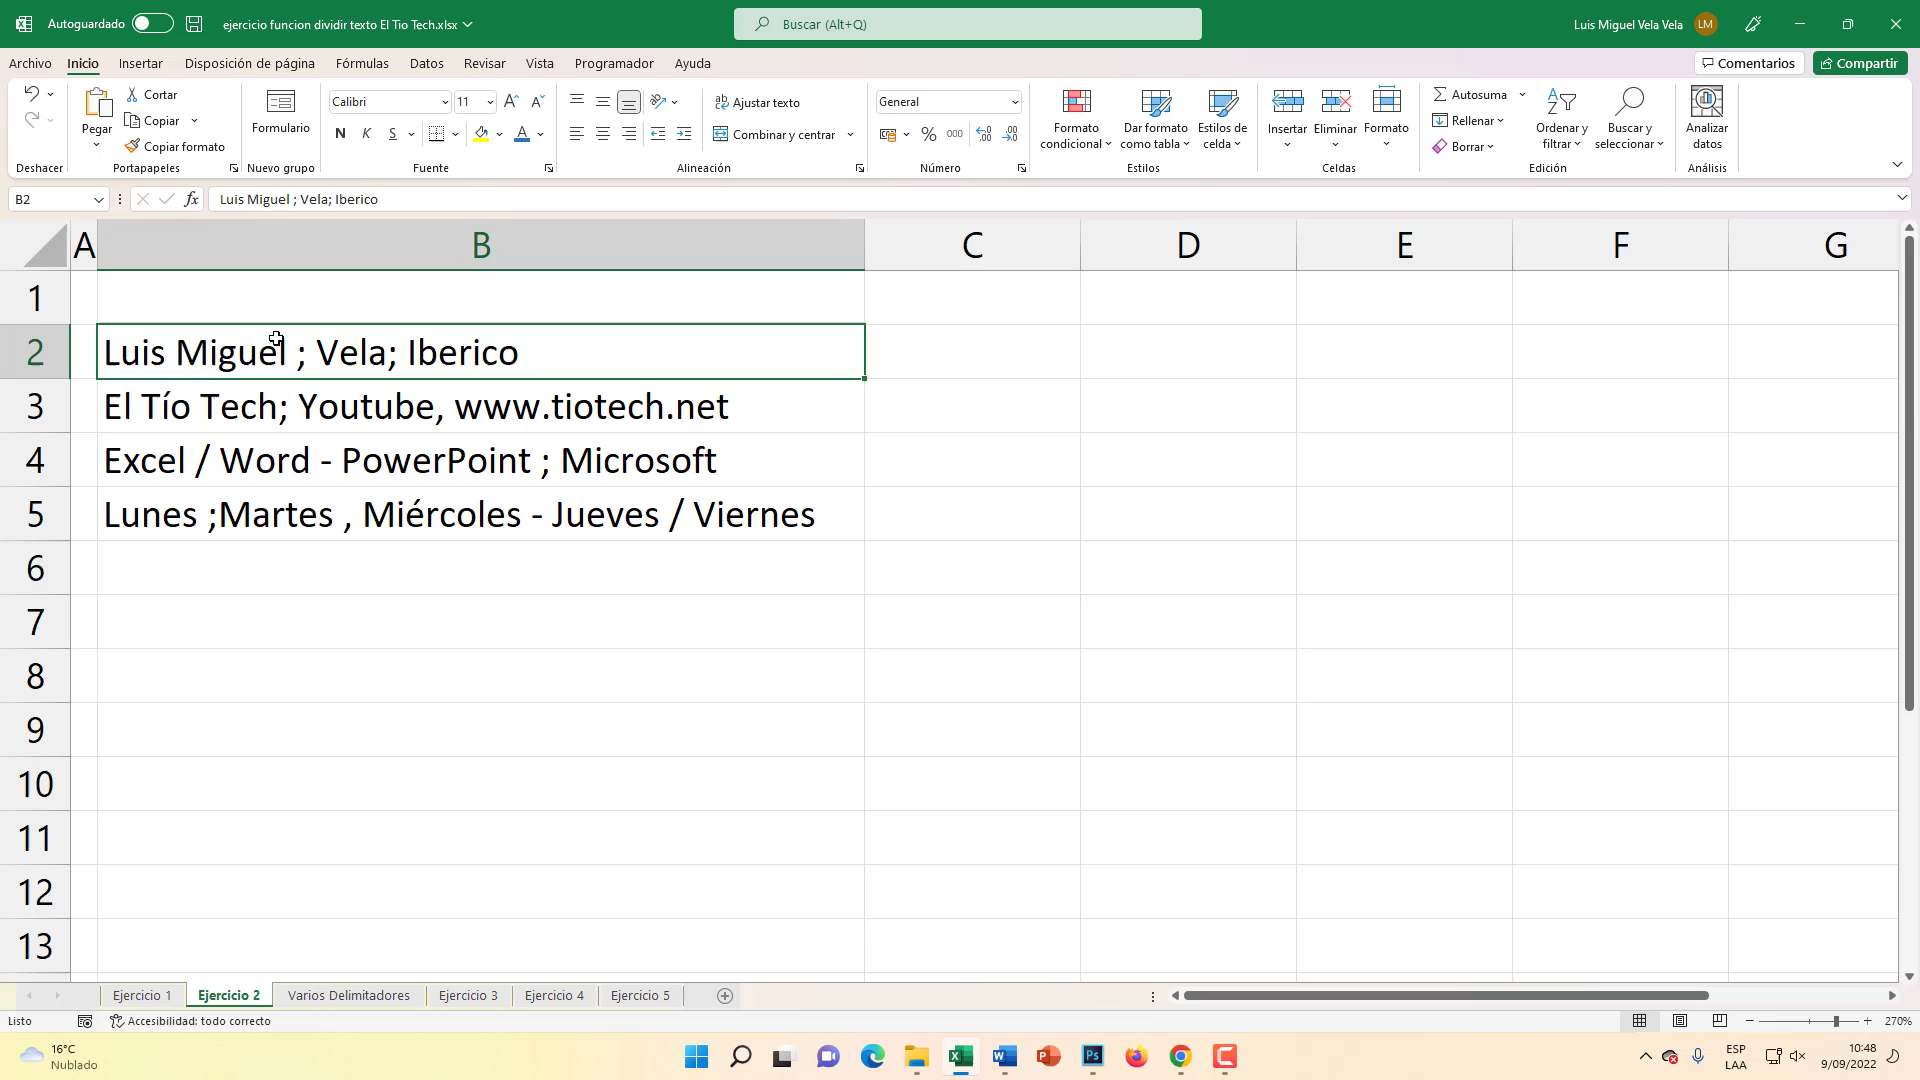 Autoguardado ejercicio funcion dividir texto El Tio Tech.xlsx Buscar (Alt+Q) Luis Miguel Vela Vela LM
Archivo Inicio Insertar Disposición de página Fórmulas Datos Revisar Vista Programador Ayuda Comentarios Compartir
Pegar Cortar Copiar Copiar formato
Formulario
Calibri 11
N K S
Ajustar texto
Combinar y centrar
General
% 000
Formato condicional
Dar formato como tabla
Estilos de celda
Insertar Eliminar Formato
Autosuma
Rellenar
Borrar
Ordenar y filtrar
Buscar y seleccionar
Analizar datos
Deshacer Portapapeles Nuevo grupo Fuente Alineación Número Estilos Celdas Edición Análisis
B2 fx Luis Miguel ; Vela; Iberico
A B C D E F G
1
2 Luis Miguel ; Vela; Iberico
3 El Tío Tech; Youtube, www.tiotech.net
4 Excel / Word - PowerPoint ; Microsoft
5 Lunes ;Martes , Miércoles - Jueves / Viernes
6
7
8
9
10
11
12
13
Ejercicio 1 Ejercicio 2 Varios Delimitadores Ejercicio 3 Ejercicio 4 Ejercicio 5
Listo Accesibilidad: todo correcto 270%
16°C
Nublado
ESP
LAA
10:48
9/09/2022